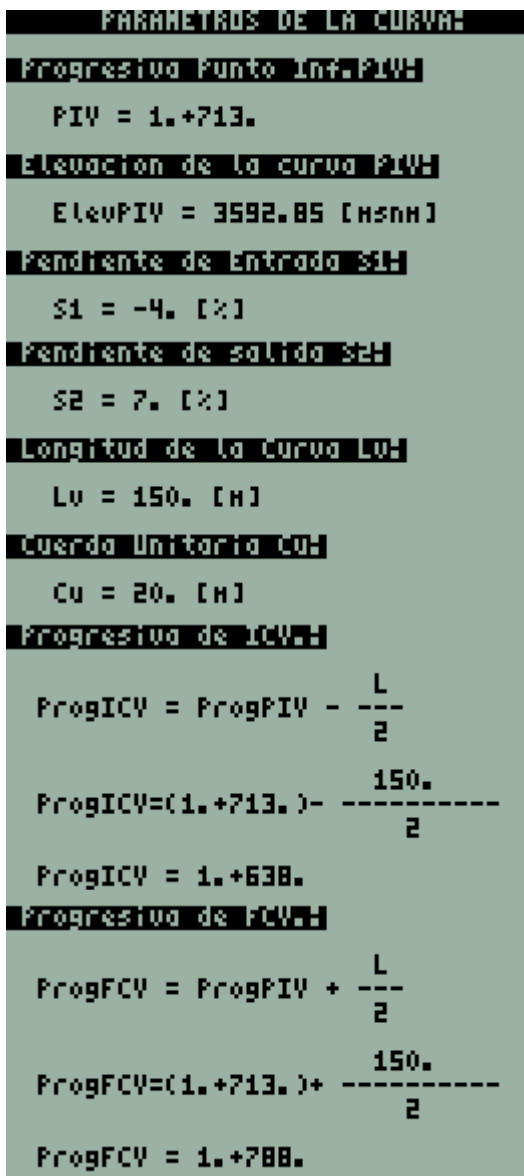 PARAMETROS DE LA CURVA:
Progresiva Punto Inf.PIV:
PIV = 1.+713.
Elevacion de la curva PIV:
ElevPIV = 3592.85 [msnm]
Pendiente de Entrada S1:
S1 = -4. [%]
Pendiente de salida S2:
S2 = 7. [%]
Longitud de la Curva Lv:
Lv = 150. [m]
Cuerda Unitaria Cu:
Cu = 20. [m]
Progresiva de ICV.:
L
ProgICV = ProgPIV - ---
2
150.
ProgICV=(1.+713.)- ----------
2
ProgICV = 1.+638.
Progresiva de FCV.:
L
ProgFCV = ProgPIV + ---
2
150.
ProgFCV=(1.+713.)+ ----------
2
ProgFCV = 1.+788.